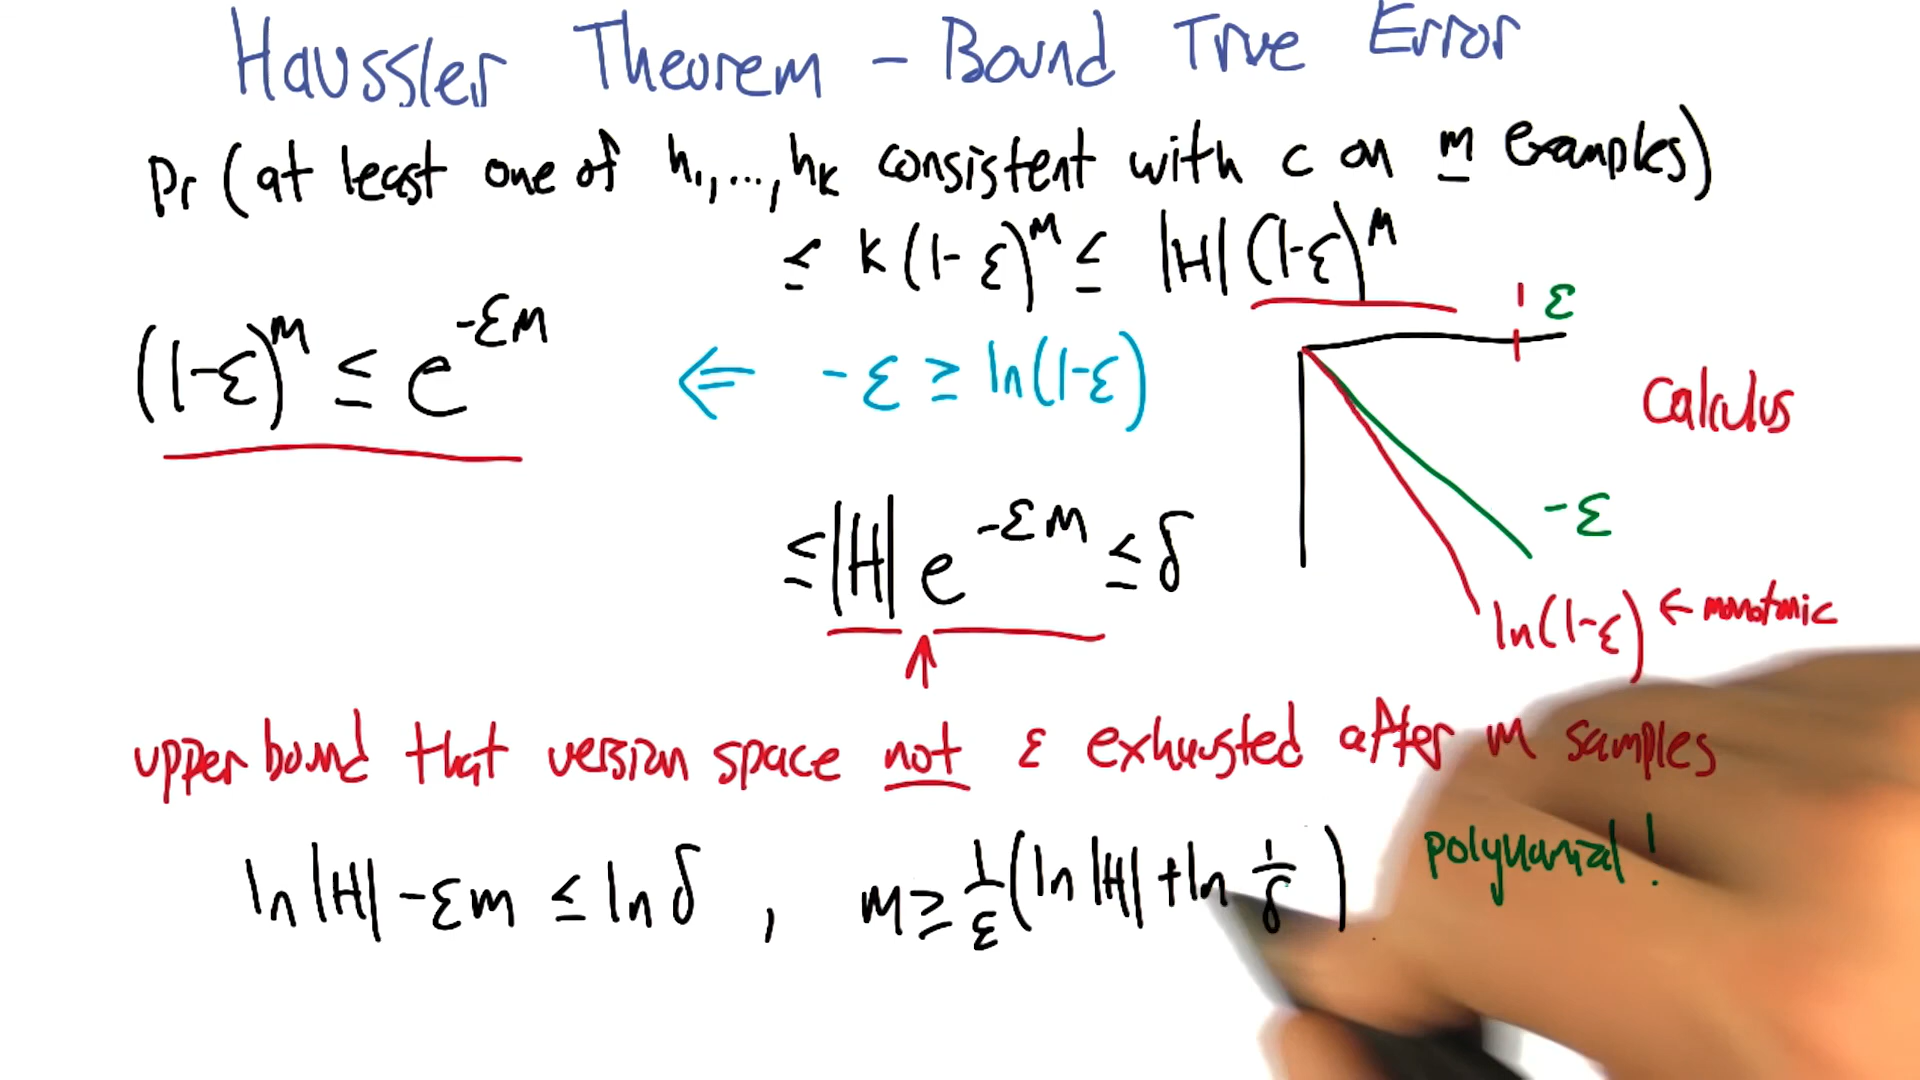 Haussler Theorem - Bound True Error
Pr (at least one of h₁,...,hₖ consistent with c on m examples)
≤ k(1-ε)^m ≤ |H|(1-ε)^m
(1-ε)^m ≤ e^-εm ⇐ -ε ≥ ln(1-ε)
1 ε
calculus
-ε
ln(1-ε) ← monotonic
≤ |H| e^-εm ≤ δ
↑
upper bound that version space not ε exhausted after m samples
ln|H| - εm ≤ ln δ , m ≥ 1/ε (ln|H| + ln 1/δ) polynomial!